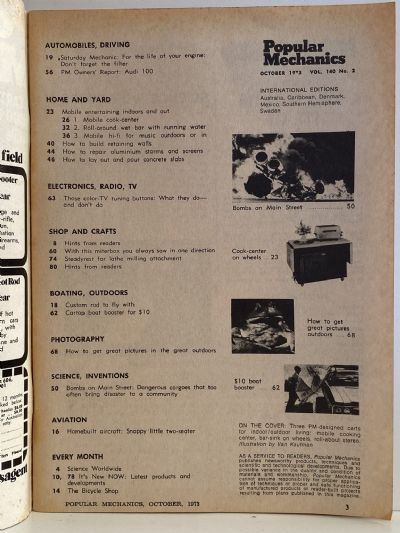 AUTOMOBILES, DRIVING
19 Saturday Mechanic: For the life of your engine:
Don't forget the filter
56 PM Owners' Report: Audi 100
HOME AND YARD
23 Mobile entertaining indoors and out
26 1. Mobile cook-center
32 2. Roll-around wet bar with running water
36 3. Mobile hi-fi for music outdoors or in
40 How to build retaining walls
44 How to repair aluminium storms and screens
46 How to lay out and pour concrete slabs
ELECTRONICS, RADIO, TV
63 Those color-TV tuning buttons: What they do—
and don't do
SHOP AND CRAFTS
8 Hints from readers
60 With this miterbox you always saw in one direction
74 Steadyrest for lathe milling attachment
80 Hints from readers
BOATING, OUTDOORS
18 Custom rod to fly with
62 Cartop boat booster for $10
PHOTOGRAPHY
68 How to get great pictures in the great outdoors
SCIENCE, INVENTIONS
50 Bombs on Main Street: Dangerous cargoes that too
often bring disaster to a community
AVIATION
16 Homebuilt aircraft: Snappy little two-seater
EVERY MONTH
4 Science Worldwide
10, 78 It's New NOW: Latest products and
developments
14 The Bicycle Shop
POPULAR MECHANICS, OCTOBER, 1973
Popular
Mechanics
OCTOBER 1973 VOL. 140 No. 2
INTERNATIONAL EDITIONS
Australia, Caribbean, Denmark,
Mexico, Southern Hemisphere,
Sweden
Bombs on Main Street .............. 50
Cook-center
on wheels .. 23
How to get
great pictures
outdoors .... 68
$10 boat
booster .... 62
ON THE COVER: Three PM-designed carts
for indoor/outdoor living: mobile cooking
center, bar-sink on wheels, roll-about stereo.
Illustration by Van Kaufman
AS A SERVICE TO READERS, Popular Mechanics
publishes newsworthy products, techniques and
scientific and technological developments. Due to
possible variance in the quality and condition of
materials and workmanship, Popular Mechanics
cannot assume responsibility for proper applica-
tion of techniques or proper and safe functioning
of manufactured products or reader-built projects
resulting from plans published in this magazine.
3
field